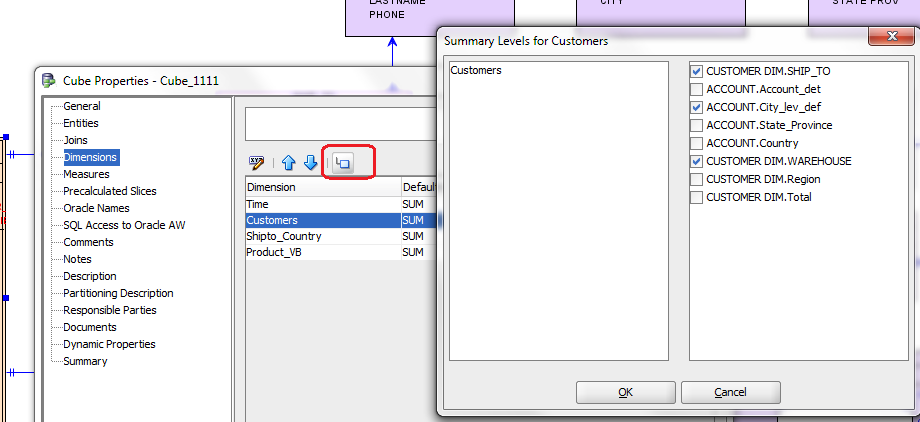 LASTNAME
PHONE
CITY
STATE PROV
Cube Properties - Cube_1111
General
Entities
Joins
Dimensions
Measures
Precalculated Slices
Oracle Names
SQL Access to Oracle AW
Comments
Notes
Description
Partitioning Description
Responsible Parties
Documents
Dynamic Properties
Summary
xyz
Dimension Defaul
Time SUM
Customers SUM
Shipto_Country SUM
Product_VB SUM
Summary Levels for Customers
Customers
CUSTOMER DIM.SHIP_TO
ACCOUNT.Account_det
ACCOUNT.City_lev_def
ACCOUNT.State_Province
ACCOUNT.Country
CUSTOMER DIM.WAREHOUSE
CUSTOMER DIM.Region
CUSTOMER DIM.Total
OK
Cancel